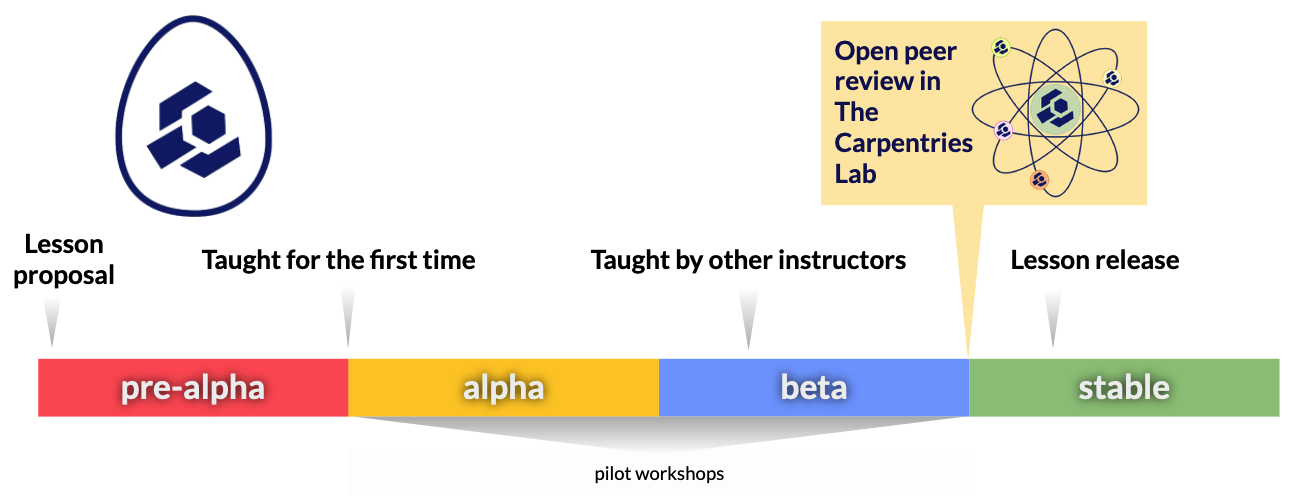 Open peer
review in
The
Carpentries
Lab
Lesson
proposal
Taught for the first time
Taught by other instructors
Lesson release
pre-alpha
alpha
beta
stable
pilot workshops